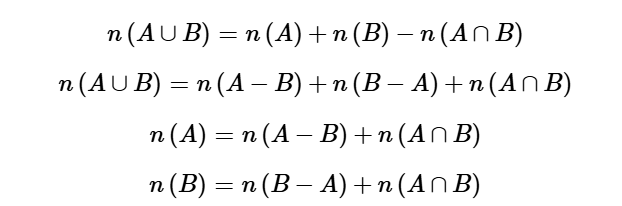 n (A ∪ B) = n (A) + n (B) − n (A ∩ B)
n (A ∪ B) = n (A − B) + n (B − A) + n (A ∩ B)
n (A) = n (A − B) + n (A ∩ B)
n (B) = n (B − A) + n (A ∩ B)